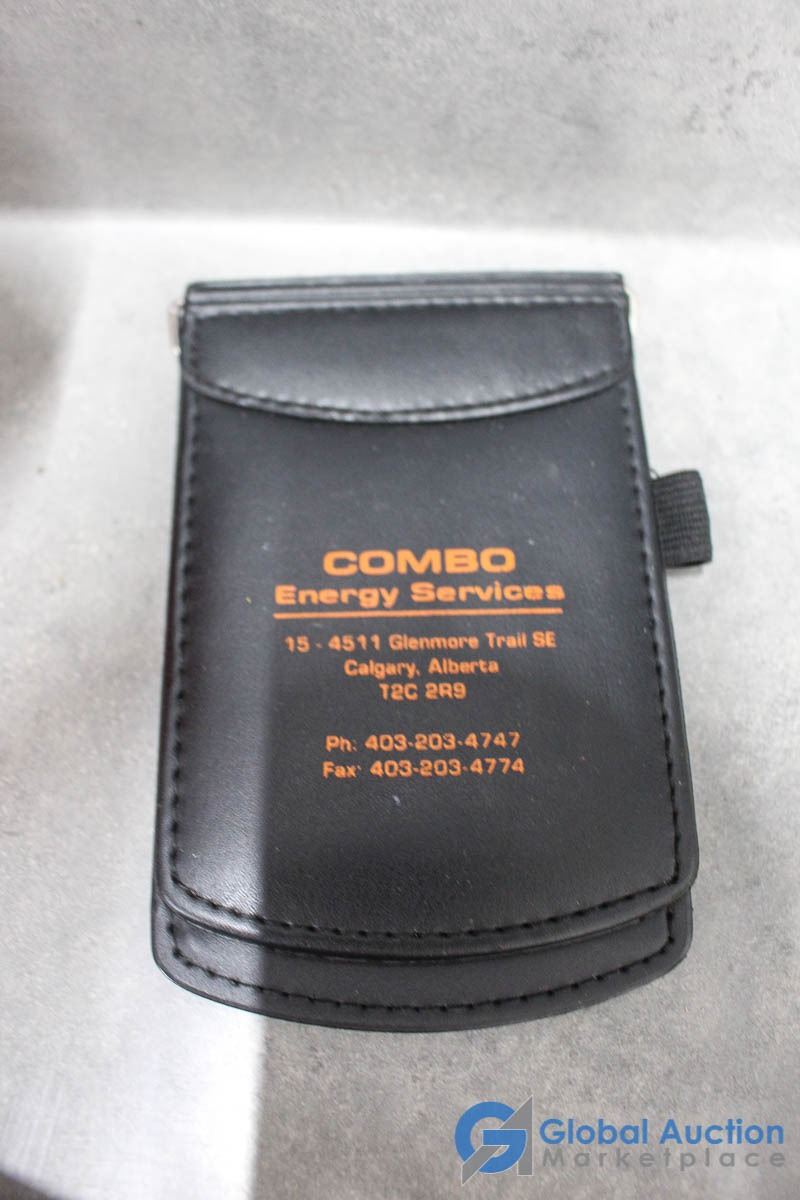 COMBO
Energy Services
15 - 4511 Glenmore Trail SE
Calgary, Alberta
T2C 2R9
Ph: 403-203-4747
Fax: 403-203-4774
Global Auction
Marketplace